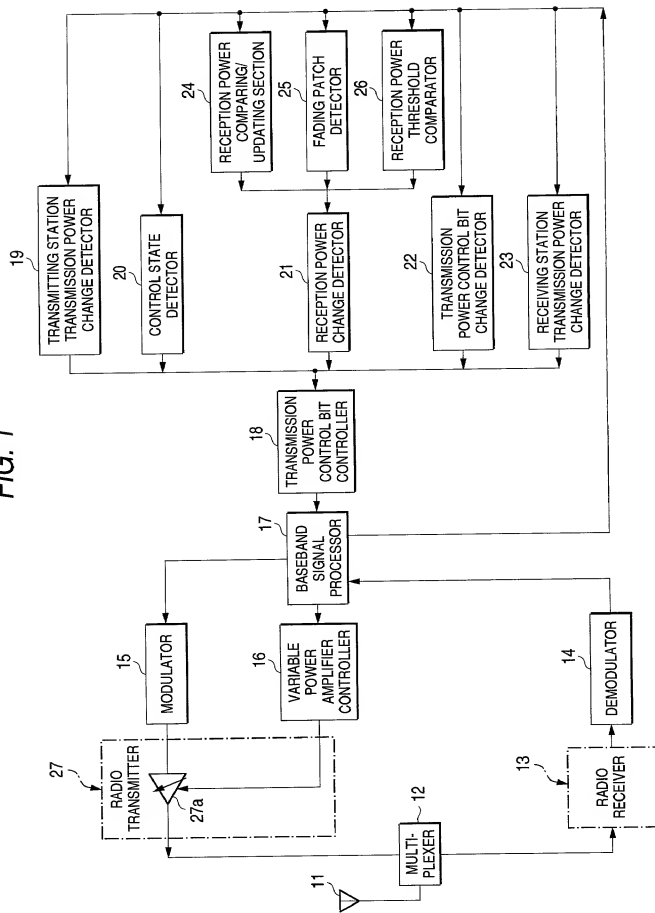 FIG. 1
27
RADIO
TRANSMITTER
27a
15
MODULATOR
16
VARIABLE
POWER
AMPLIFIER
CONTROLLER
11
12
MULTI-
PLEXER
13
RADIO
RECEIVER
14
DEMODULATOR
17
BASEBAND
SIGNAL
PROCESSOR
18
TRANSMISSION
POWER
CONTROL BIT
CONTROLLER
19
TRANSMITTING STATION
TRANSMISSION POWER
CHANGE DETECTOR
20
CONTROL STATE
DETECTOR
21
RECEPTION POWER
CHANGE DETECTOR
22
TRANSMISSION
POWER CONTROL BIT
CHANGE DETECTOR
23
RECEIVING STATION
TRANSMISSION POWER
CHANGE DETECTOR
24
RECEPTION POWER
COMPARING/
UPDATING SECTION
25
FADING PATCH
DETECTOR
26
RECEPTION POWER
THRESHOLD
COMPARATOR